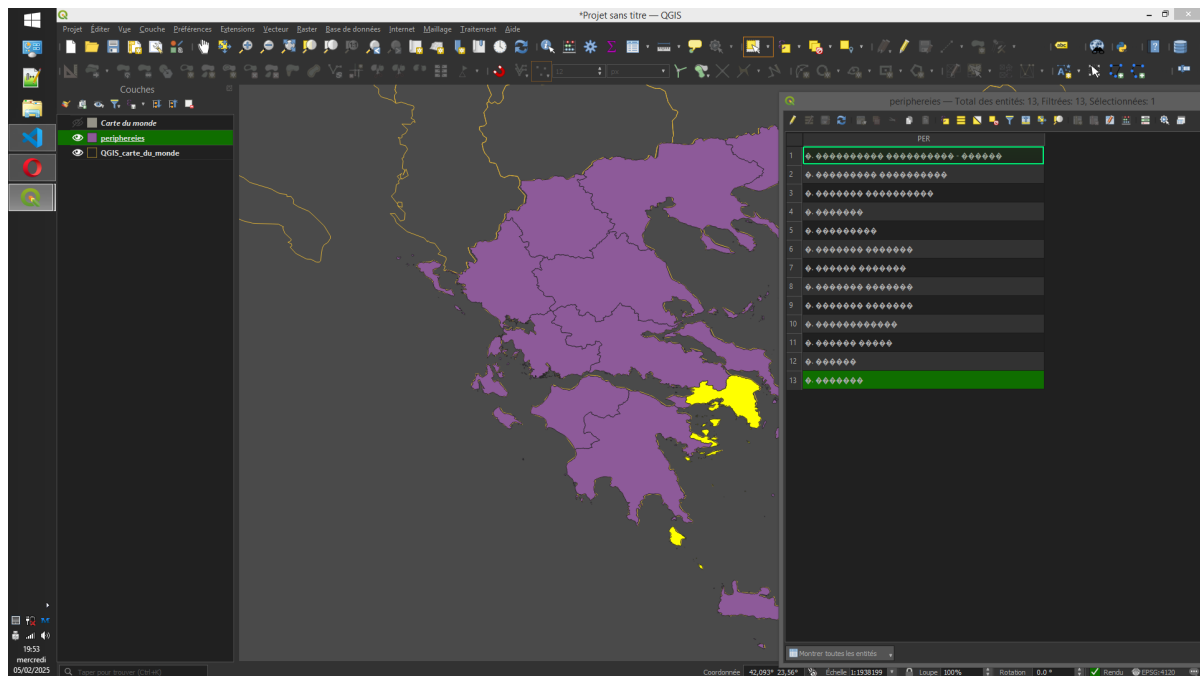 *Projet sans titre — QGIS
Projet Éditer Vue Couche Préférences Extensions Vecteur Raster Base de données Internet Maillage Traitement Aide
Couches
Carte du monde
periphereies
QGIS_carte_du_monde
periphereies — Total des entités: 13, Filtrées: 13, Sélectionnées: 1
PER
1 �. ���������� ���������� - ������
2 �. ��������� ����������
3 �. ������� ����������
4 �. �������
5 �. ���������
6 �. ������� �������
7 �. ������ �������
8 �. ������� �������
9 �. ������� �������
10 �. ������������
11 �. ������ �����
12 �. ������
13 �. �������
Montrer toutes les entités
19:53
mercredi
05/02/2025
Taper pour trouver (Ctrl+K)
Coordonnée 42,093° 23,56° Échelle 1:1938199 Loupe 100% Rotation 0.0 ° Rendu EPSG:4120